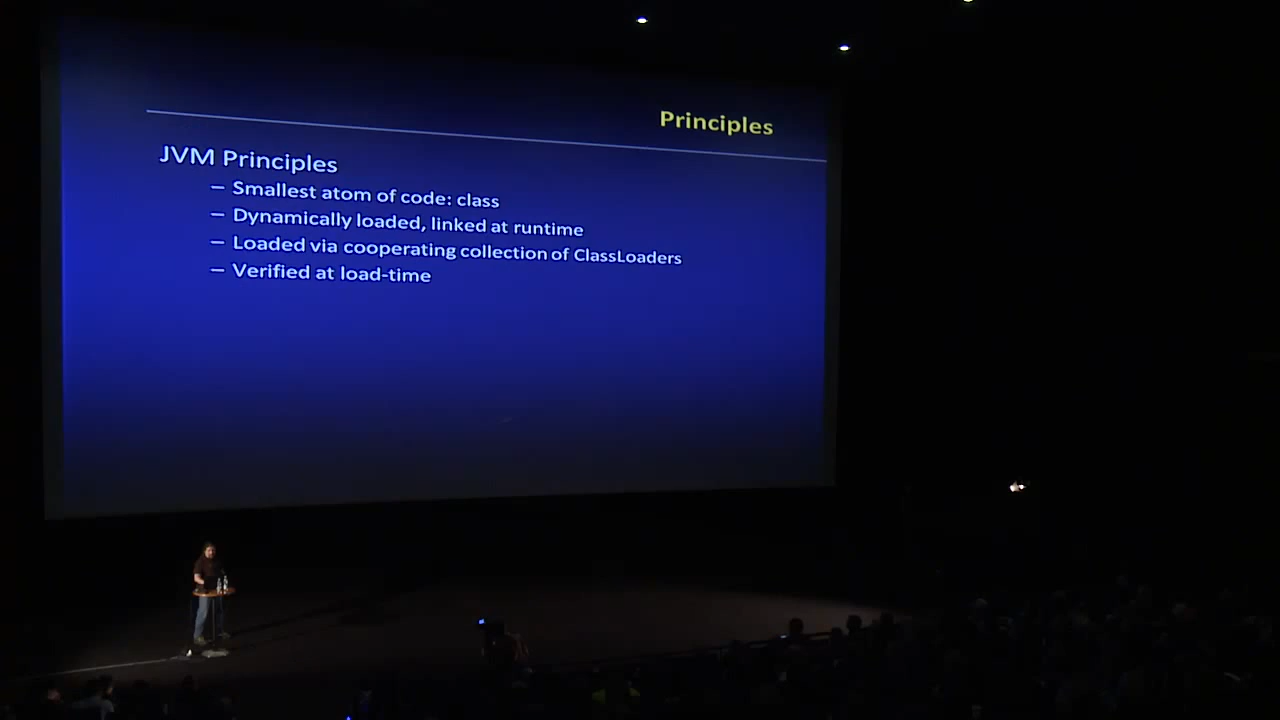 Principles
JVM Principles
– Smallest atom of code: class
– Dynamically loaded, linked at runtime
– Loaded via cooperating collection of ClassLoaders
– Verified at load-time